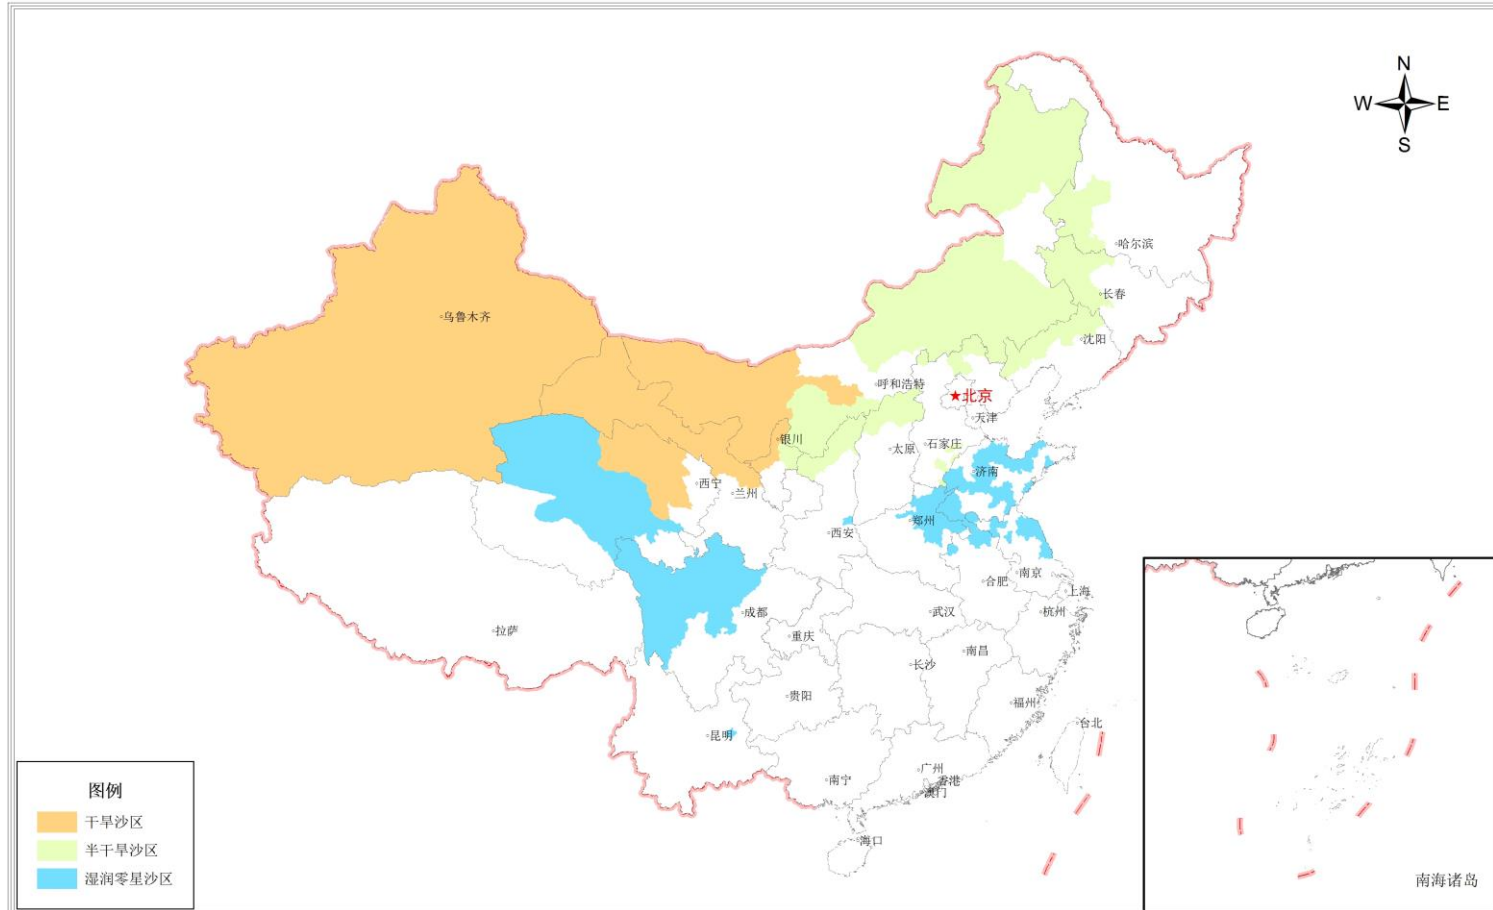 N
W E
S
哈尔滨
长春
乌鲁木齐
沈阳
呼和浩特
★北京
天津
银川
太原
石家庄
济南
西宁
兰州
郑州
西安
合肥
南京
上海
成都
武汉
杭州
拉萨
重庆
南昌
长沙
贵阳
福州
台北
昆明
广州
香港
澳门
南宁
海口
图例
干旱沙区
半干旱沙区
湿润零星沙区
南海诸岛